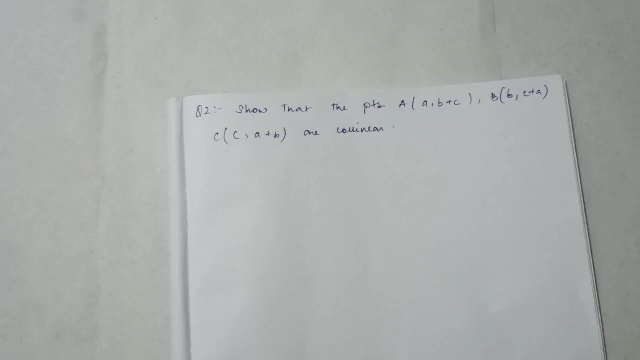 Q2:- Show that the pts A(a,b+c), B(b,c+a)
C(c,a+b) are collinear.